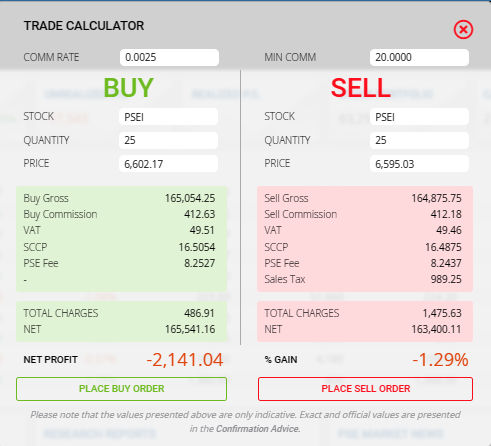 TRADE CALCULATOR
COMM RATE 0.0025 MIN COMM 20.0000
BUY SELL
STOCK PSEI STOCK PSEI
QUANTITY 25 QUANTITY 25
PRICE 6,602.17 PRICE 6,595.03
Buy Gross 165,054.25 Sell Gross 164,875.75
Buy Commission 412.63 Sell Commission 412.18
VAT 49.51 VAT 49.46
SCCP 16.5054 SCCP 16.4875
PSE Fee 8.2527 PSE Fee 8.2437
- Sales Tax 989.25
TOTAL CHARGES 486.91 TOTAL CHARGES 1,475.63
NET 165,541.16 NET 163,400.11
NET PROFIT -2,141.04 % GAIN -1.29%
PLACE BUY ORDER PLACE SELL ORDER
Please note that the values presented above are only indicative. Exact and official values are presented
in the Confirmation Advice.
RESEARCH REPORTS PSE MARKET NEWS